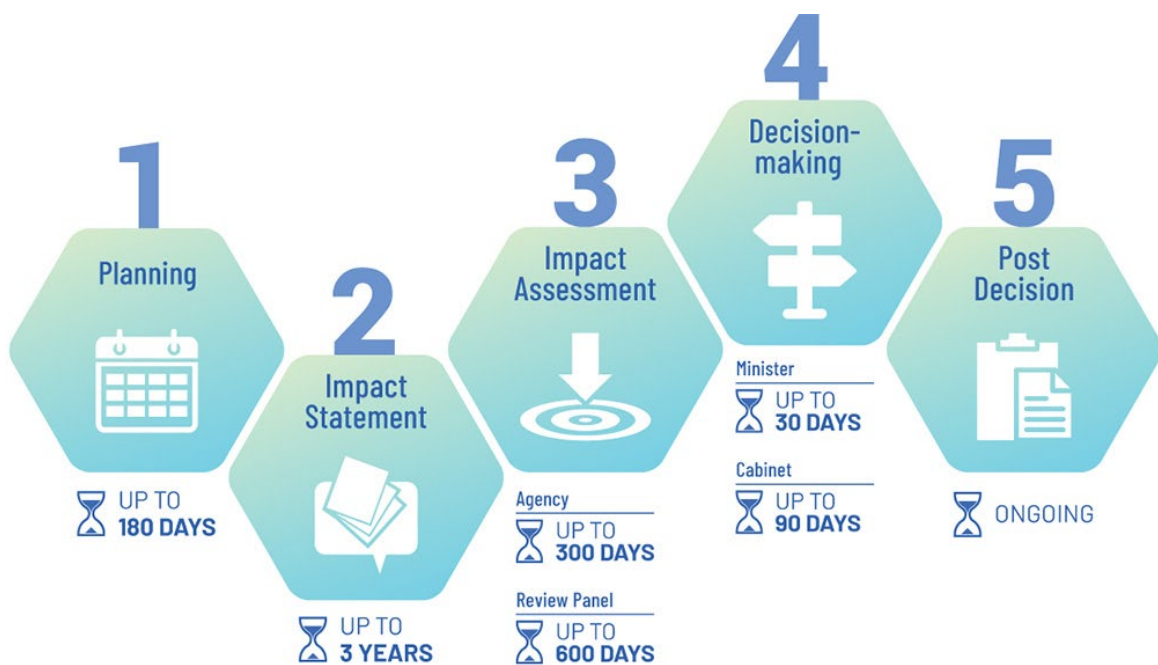 1
Planning
UP TO
180 DAYS
2
Impact
Statement
UP TO
3 YEARS
3
Impact
Assessment
Agency
UP TO
300 DAYS
Review Panel
UP TO
600 DAYS
4
Decision-
making
Minister
UP TO
30 DAYS
Cabinet
UP TO
90 DAYS
5
Post
Decision
ONGOING